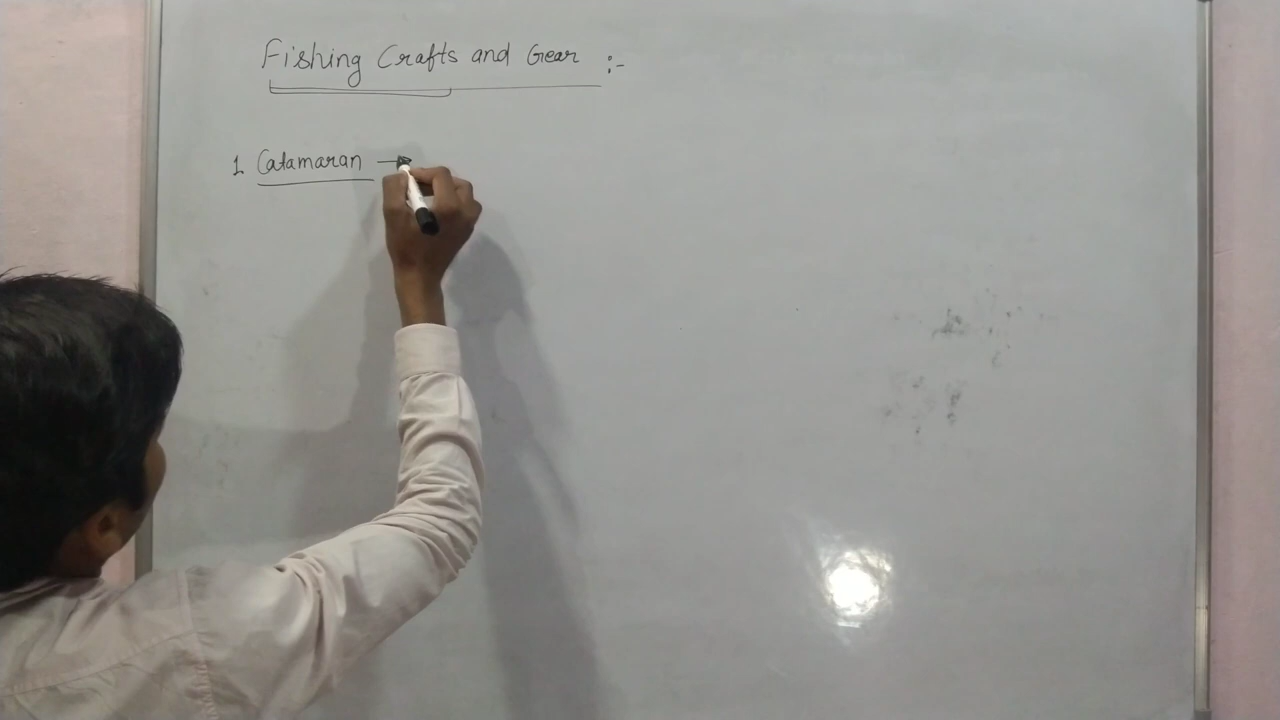 Fishing Crafts and Gear :-
1. Catamaran →